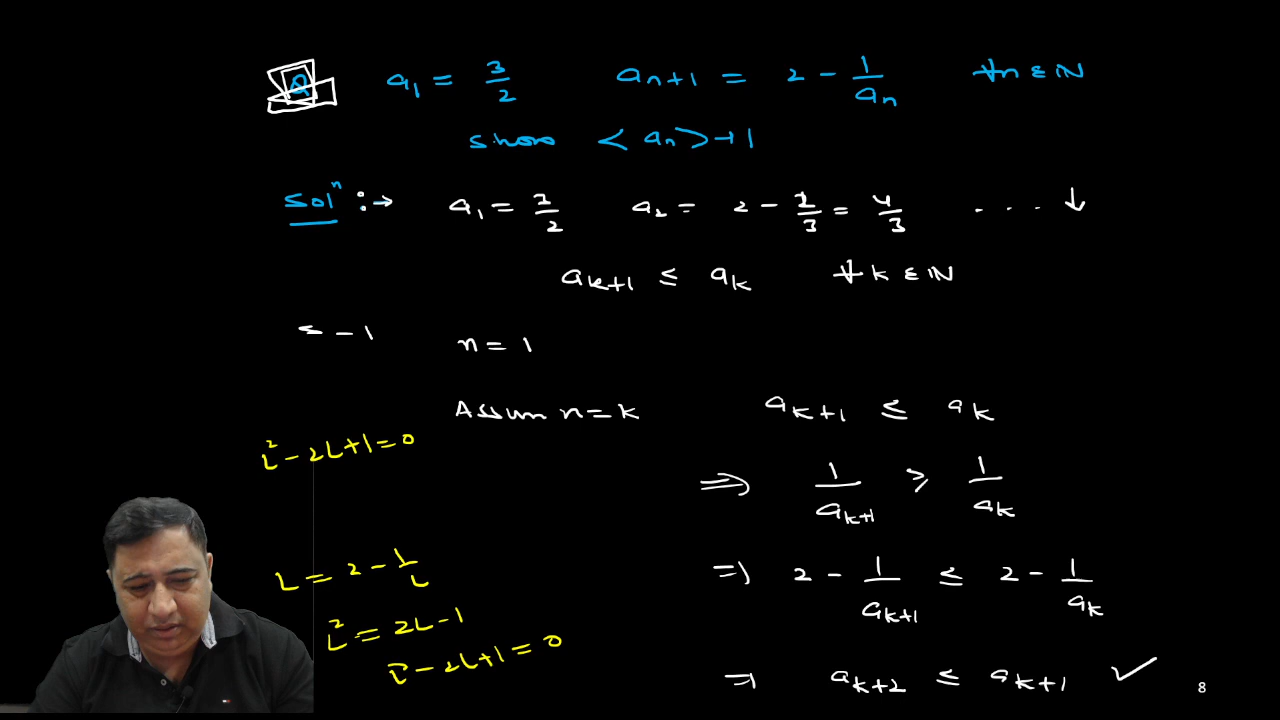 Q a₁ = 3/2 aₙ₊₁ = 2 - 1/aₙ ∀n∈ℕ
show <aₙ> → 1
Solⁿ :→ a₁ = 3/2 a₂ = 2 - 2/3 = 4/3 . . . ↓
aₖ₊₁ ≤ aₖ ∀k∈ℕ
S-1 n = 1
Assum n = k aₖ₊₁ ≤ aₖ
L² - 2L + 1 = 0
⇒ 1/aₖ₊₁ ≥ 1/aₖ
L = 2 - 1/L
⇒ 2 - 1/aₖ₊₁ ≤ 2 - 1/aₖ
L² = 2L - 1
L² - 2L + 1 = 0
⇒ aₖ₊₂ ≤ aₖ₊₁ ✓
8